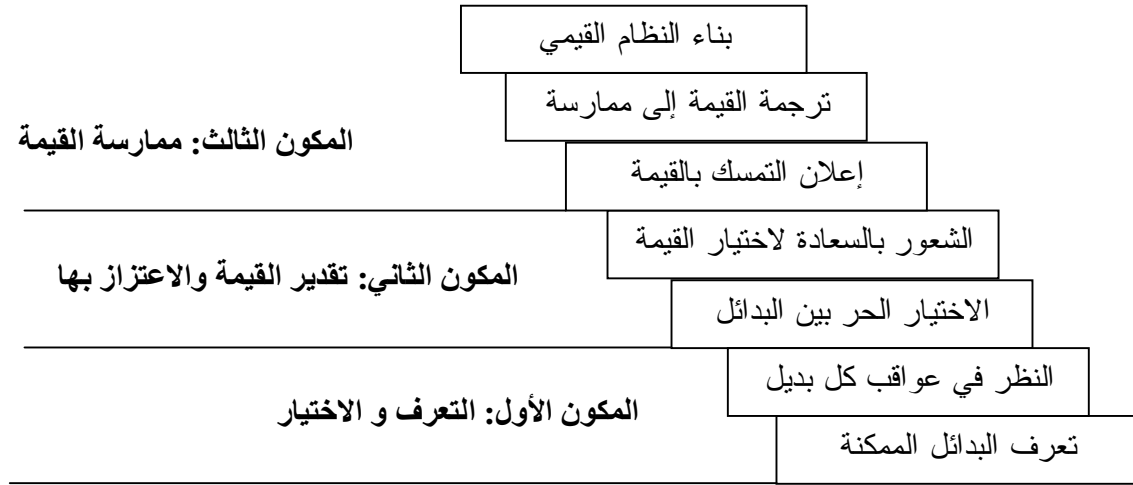 بناء النظام القيمي
ترجمة القيمة إلى ممارسة
المكون الثالث: ممارسة القيمة
إعلان التمسك بالقيمة
الشعور بالسعادة لاختيار القيمة
المكون الثاني: تقدير القيمة والاعتزاز بها
الاختيار الحر بين البدائل
النظر في عواقب كل بديل
المكون الأول: التعرف و الاختيار
تعرف البدائل الممكنة